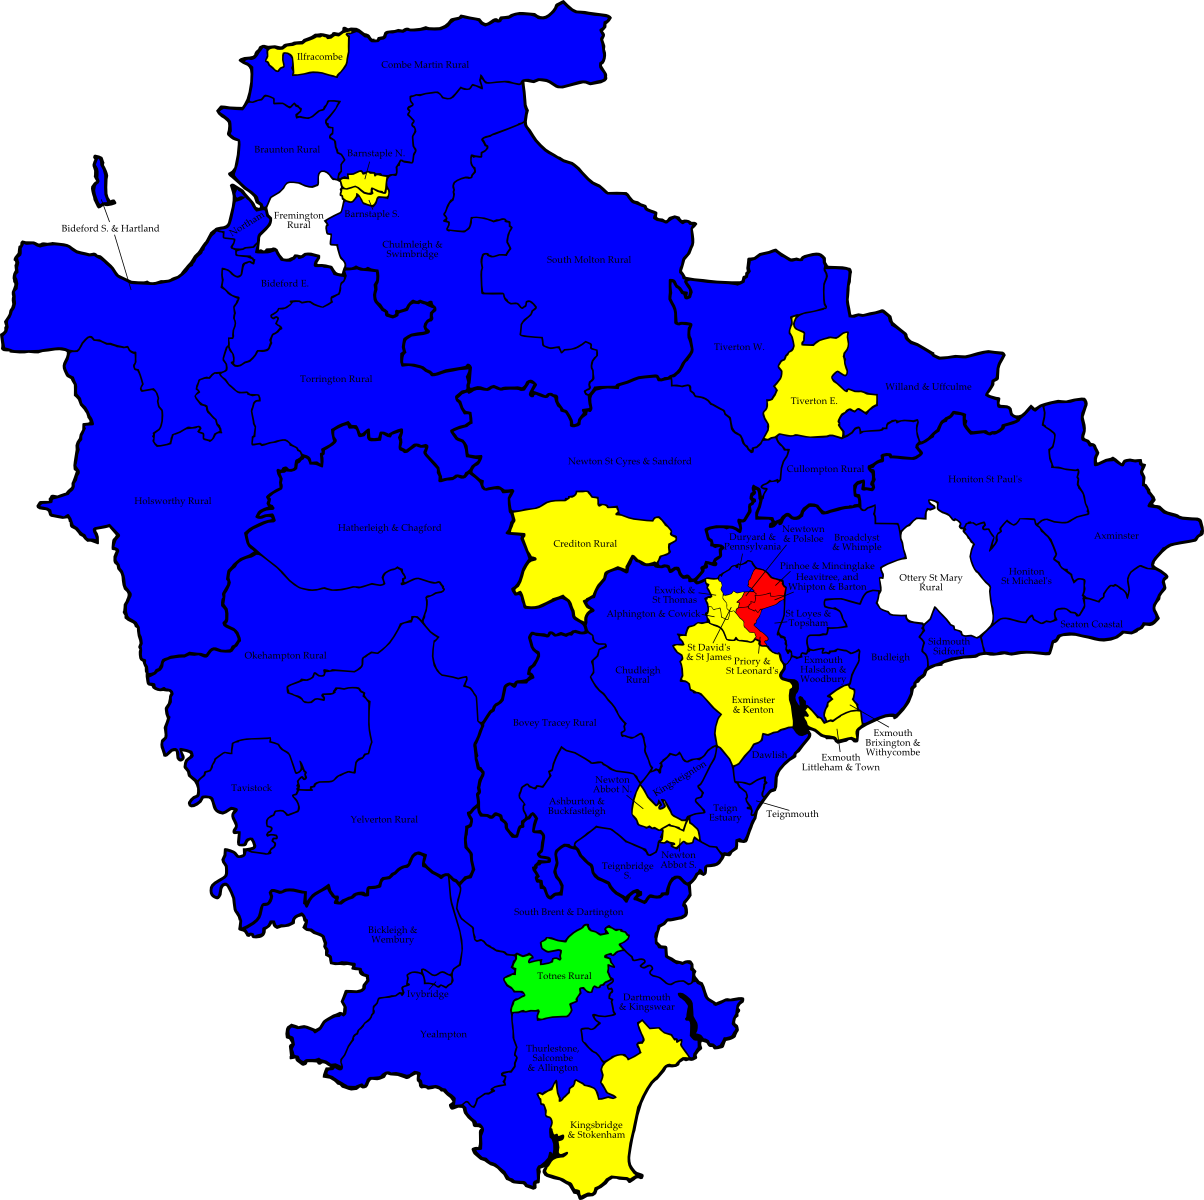 Ilfracombe
Combe Martin Rural
Braunton Rural
Barnstaple N.
Barnstaple S.
Fremington
Rural
Northam
Bideford S. & Hartland
Chulmleigh &
Swimbridge
South Molton Rural
Bideford E.
Torrington Rural
Tiverton W.
Tiverton E.
Willand & Uffculme
Newton St Cyres & Sandford
Cullompton Rural
Honiton St Paul's
Holsworthy Rural
Hatherleigh & Chagford
Crediton Rural
Duryard &
Pennsylvania
Broadclyst
& Whimple
Axminster
Pinhoe & Mincinglake
Heavitree and
Whipton & Barton
Ottery St Mary
Rural
Honiton
St Michael's
Exwick &
St Thomas
Alphington & Cowick
St Loyes &
Topsham
Seaton Coastal
Sidmouth
Sidford
St David's
& St James
Priory &
St Leonard's
Exmouth
Halsdon &
Woodbury
Budleigh
Okehampton Rural
Chudleigh
Rural
Exminster
& Kenton
Bovey Tracey Rural
Exmouth
Brixington &
Withycombe
Exmouth
Littleham & Town
Dawlish
Kingsteignton
Newton
Abbot N.
Ashburton &
Buckfastleigh
Teign
Estuary
Teignmouth
Tavistock
Yelverton Rural
Newton
Abbot S.
Teignbridge
S.
South Brent & Dartington
Bickleigh &
Wembury
Totnes Rural
Ivybridge
Dartmouth
& Kingswear
Yealmpton
Salcombe
& Allington
Kingsbridge
& Stokenham